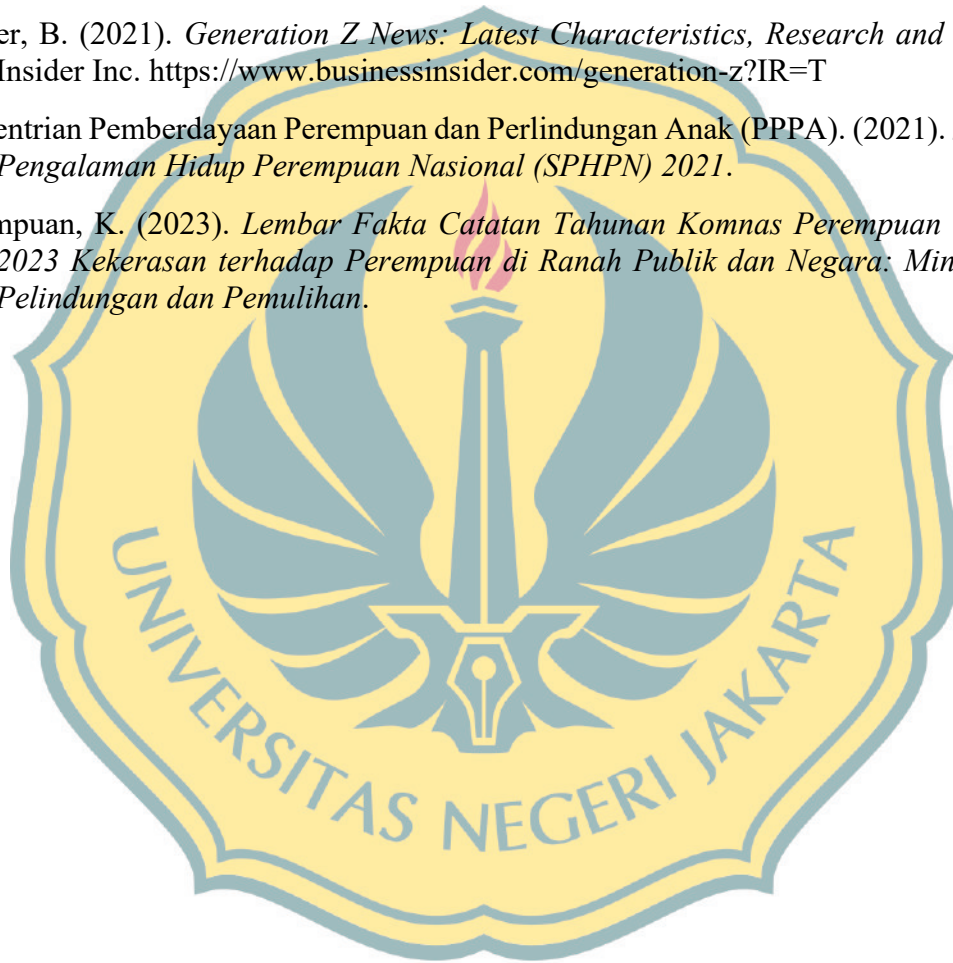 er, B. (2021). Generation Z News: Latest Characteristics, Research and
Insider Inc. https://www.businessinsider.com/generation-z?IR=T
entrian Pemberdayaan Perempuan dan Perlindungan Anak (PPPA). (2021).
Pengalaman Hidup Perempuan Nasional (SPHPN) 2021.
mpuan, K. (2023). Lembar Fakta Catatan Tahunan Komnas Perempuan
2023 Kekerasan terhadap Perempuan di Ranah Publik dan Negara: Min
Pelindungan dan Pemulihan.
UNIVERSITAS NEGERI JAKARTA